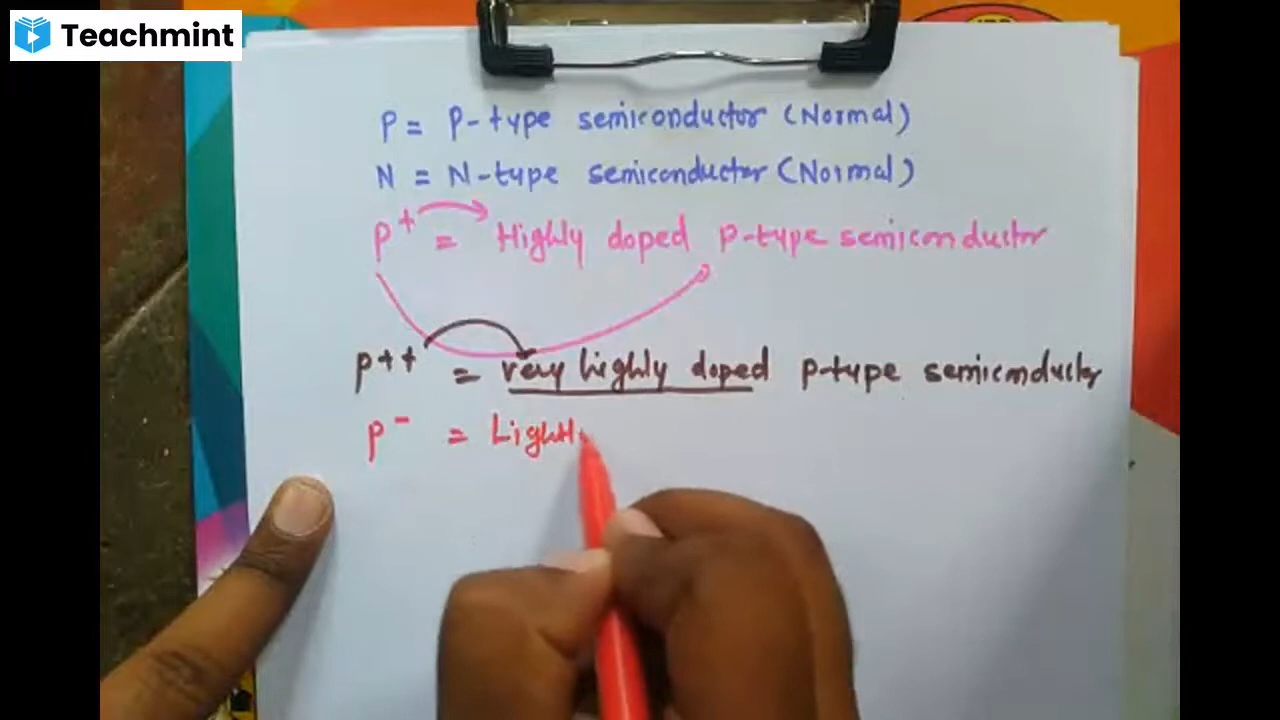 Teachmint
P = P-type semiconductor (Normal)
N = N-type semiconductor (Normal)
P+ = Highly doped p-type semiconductor
P++ = very highly doped p-type semiconductor
P- = Lightl